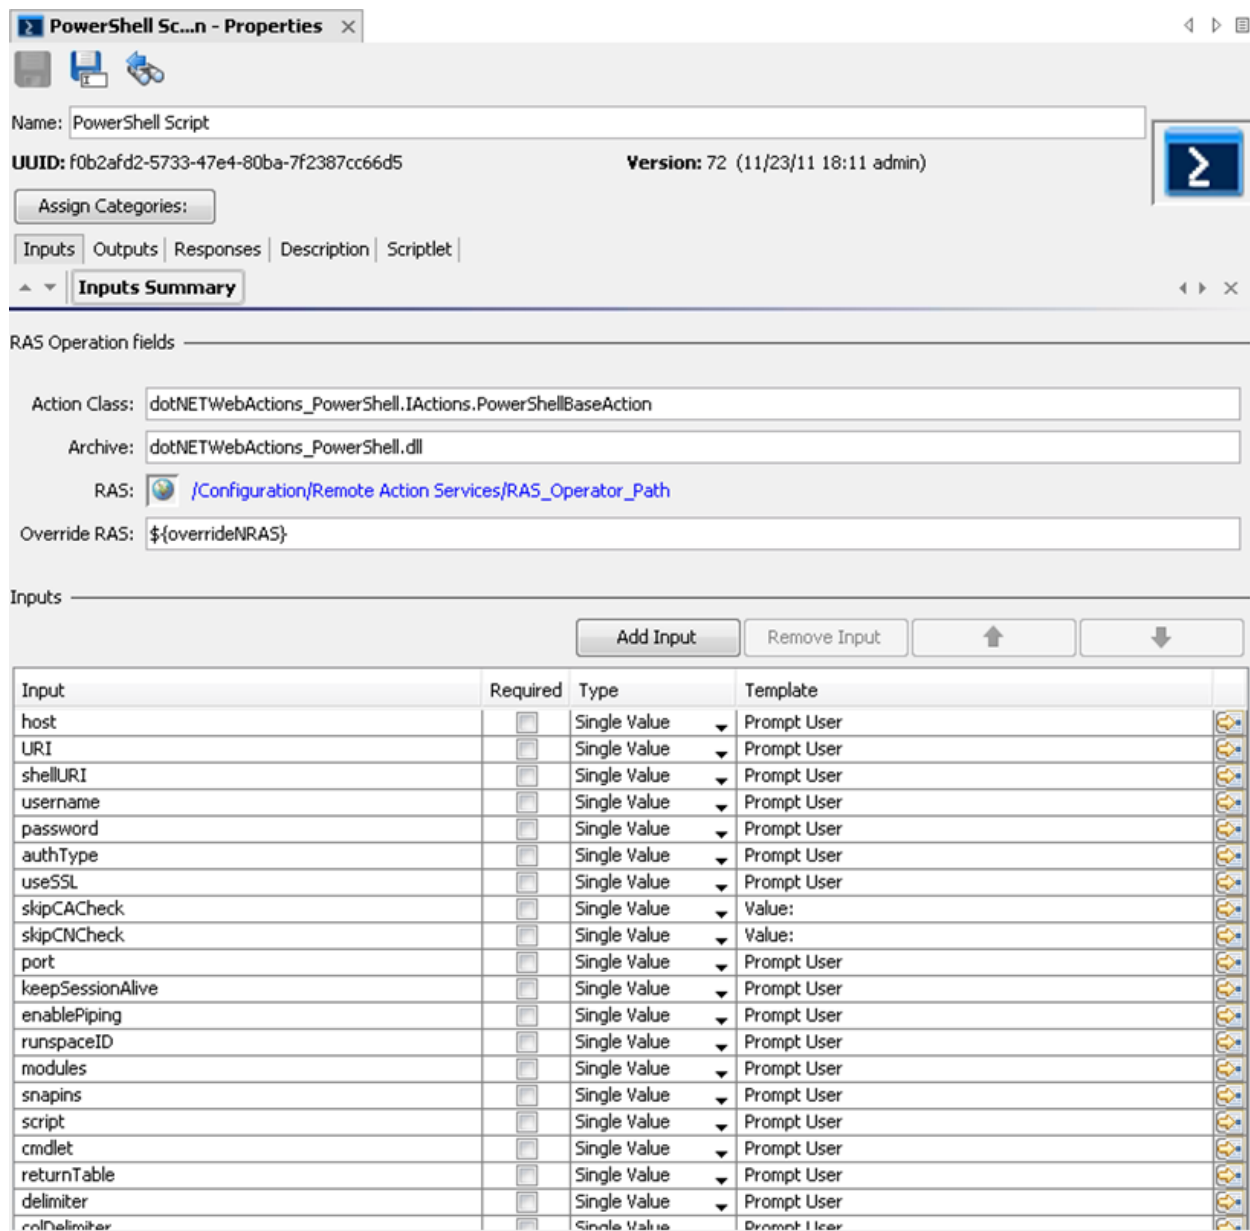 PowerShell Sc...n - Properties
Name: PowerShell Script
UUID: f0b2afd2-5733-47e4-80ba-7f2387cc66d5 Version: 72 (11/23/11 18:11 admin)
Assign Categories:
Inputs Outputs Responses Description Scriptlet
Inputs Summary
RAS Operation fields
Action Class: dotNETWebActions_PowerShell.IActions.PowerShellBaseAction
Archive: dotNETWebActions_PowerShell.dll
RAS: /Configuration/Remote Action Services/RAS_Operator_Path
Override RAS: ${overrideNRAS}
Inputs
Add Input Remove Input
Input Required Type Template
host Single Value Prompt User
URI Single Value Prompt User
shellURI Single Value Prompt User
username Single Value Prompt User
password Single Value Prompt User
authType Single Value Prompt User
useSSL Single Value Prompt User
skipCACheck Single Value Value:
skipCNCheck Single Value Value:
port Single Value Prompt User
keepSessionAlive Single Value Prompt User
enablePiping Single Value Prompt User
runspaceID Single Value Prompt User
modules Single Value Prompt User
snapins Single Value Prompt User
script Single Value Prompt User
cmdlet Single Value Prompt User
returnTable Single Value Prompt User
delimiter Single Value Prompt User
colDelimiter Single Value Prompt User